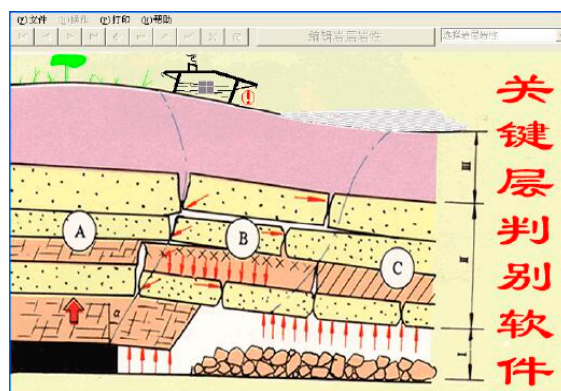 (F)文件 (O)操作 (P)打印 (H)帮助
编辑岩层岩性 选择岩层岩性
关键层判别软件
A
B
C
α
III
II
I